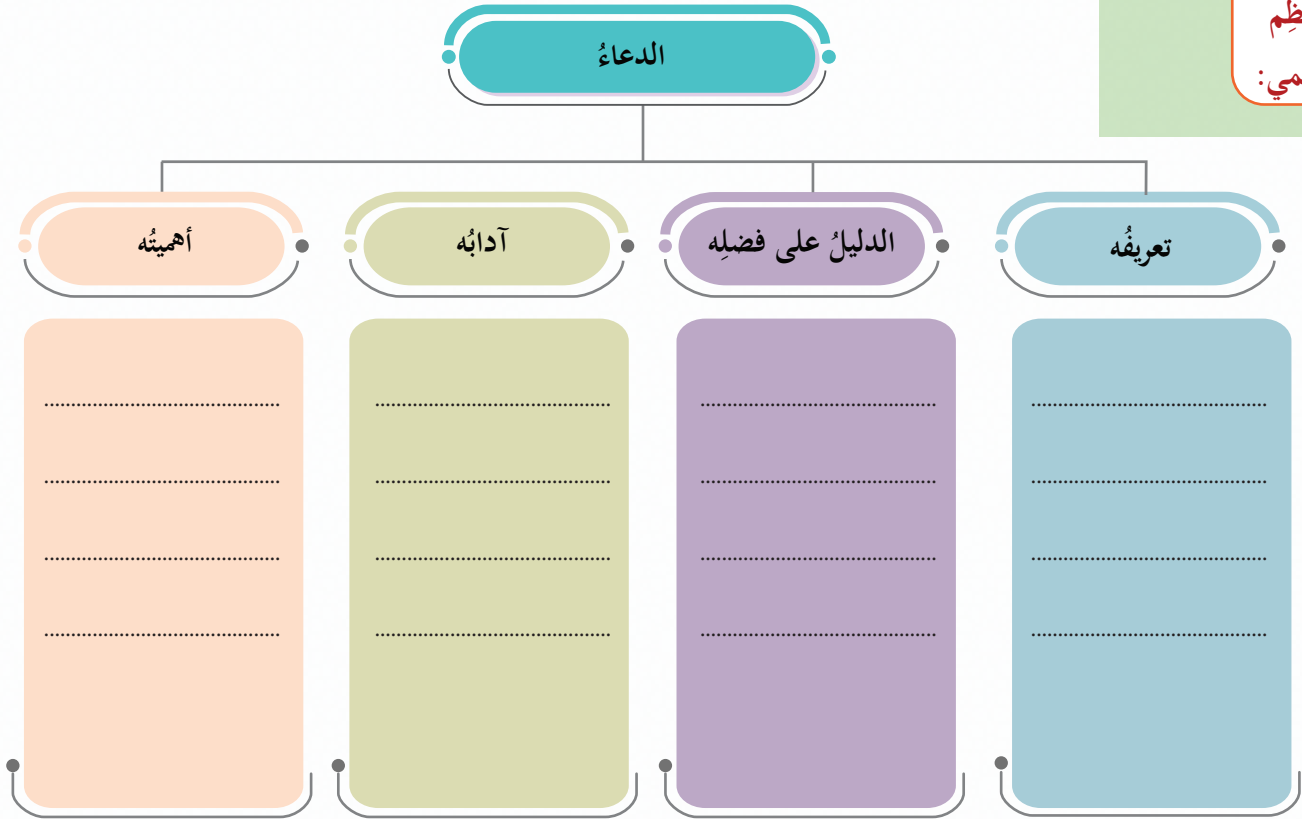 الدعاءُ
تعريفُه
الدليلُ على فضلِه
آدابُه
أهميتُه